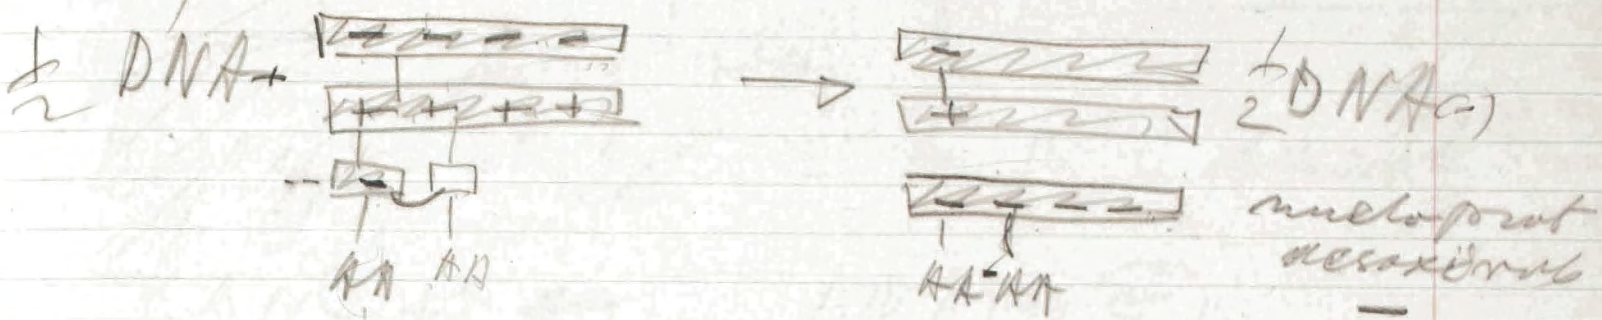 ½ DNA+ - - - - → - ½ DNA(-)
+ + + + +
- - - - - - nucleoprot
AA AA AA-AA